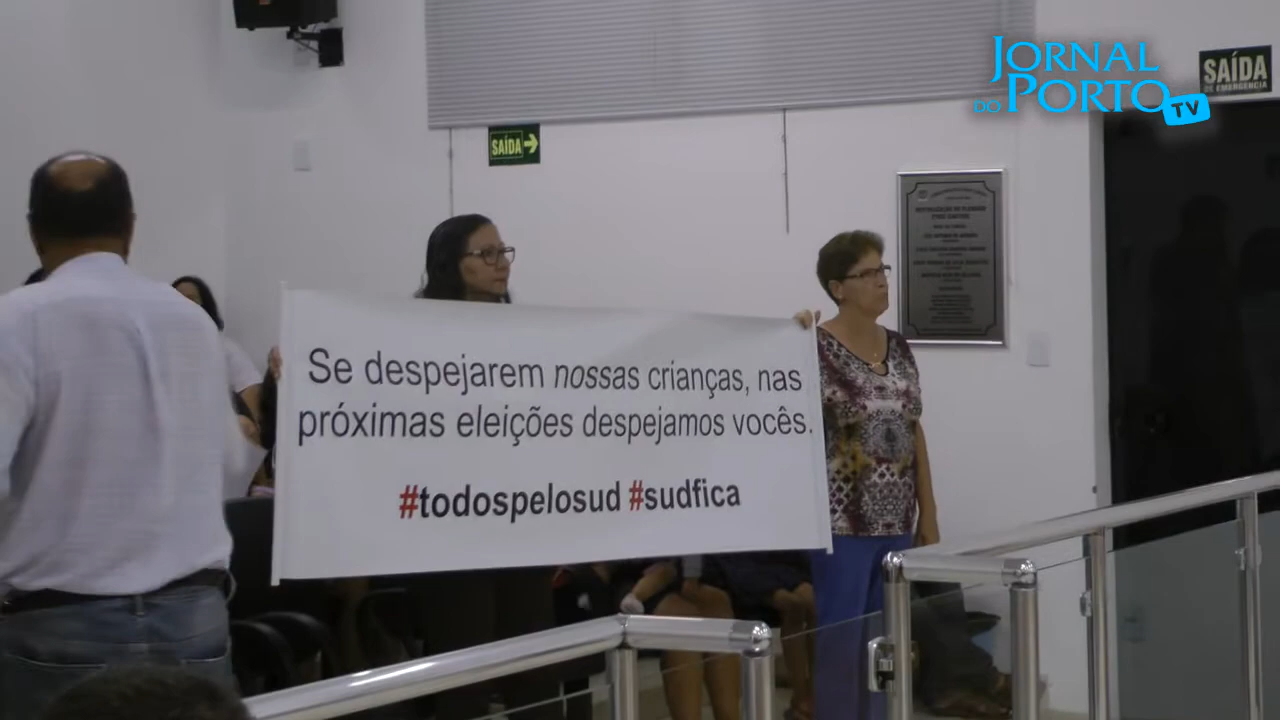 JORNAL
DO PORTO TV
SAÍDA
DE EMERGÊNCIA
SAÍDA
Se despejarem nossas crianças, nas
próximas eleições despejamos vocês.
#todospelosud #sudfica